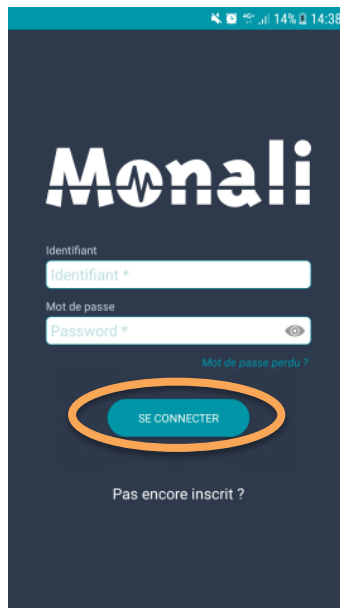 14% 14:38
Monali
Identifiant
Identifiant *
Mot de passe
Password *
Mot de passe perdu ?
SE CONNECTER
Pas encore inscrit ?